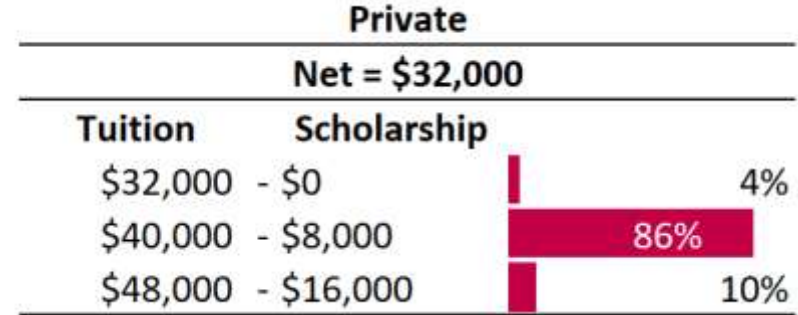 Private
Net = $32,000
Tuition Scholarship
$32,000 - $0 4%
$40,000 - $8,000 86%
$48,000 - $16,000 10%